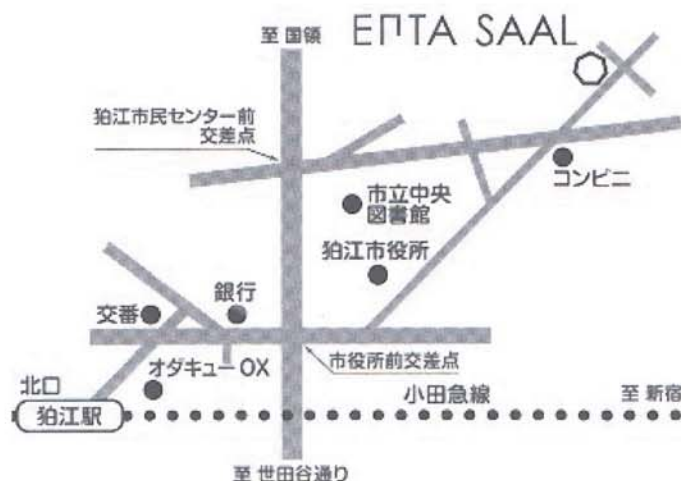 至 国領
EΠTA SAAL
狛江市民センター前
交差点
コンビニ
市立中央
図書館
狛江市役所
銀行
交番
市役所前交差点
オダキューOX
北口
狛江駅
小田急線
至 新宿
至 世田谷通り